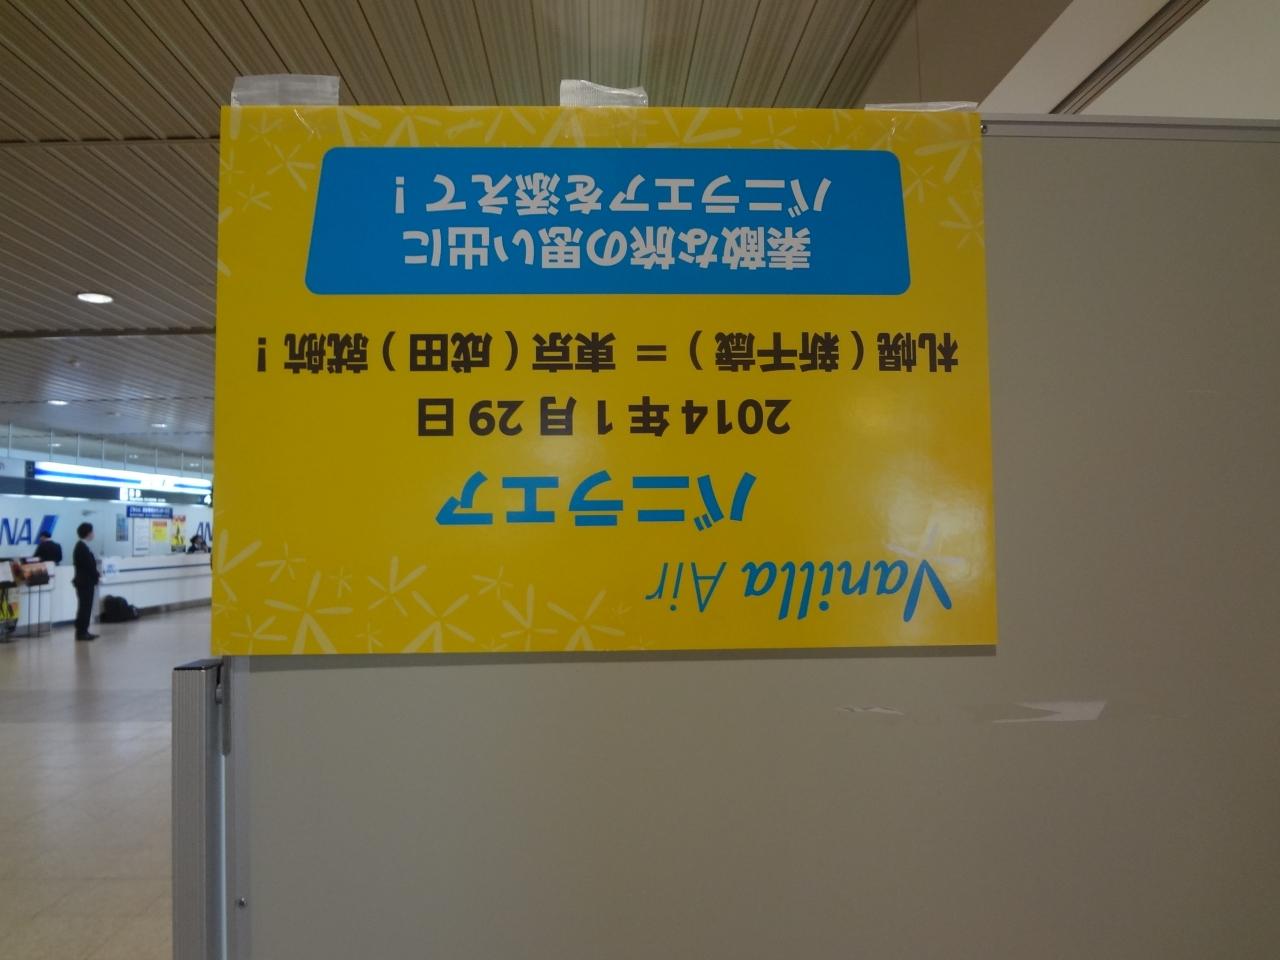 Vanilla Air
バニラエア
2014年1月29日
札幌(新千歳)=東京(成田)就航!
素敵な旅の思い出に
バニラエアを添えて!
ANA